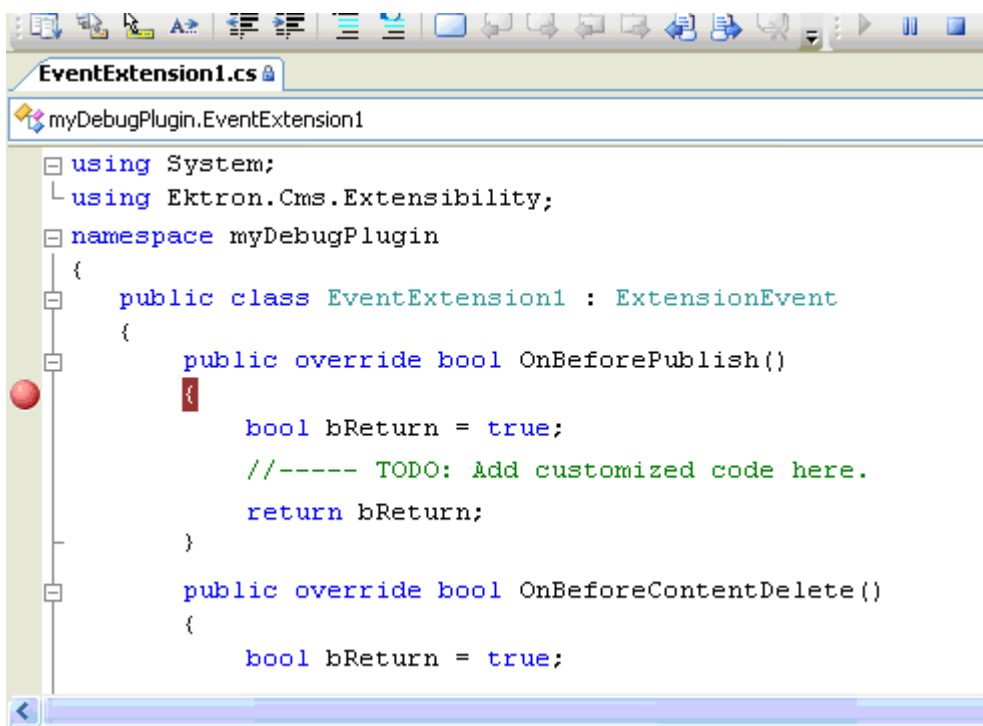 EventExtension1.cs
myDebugPlugin.EventExtension1
using System;
using Ektron.Cms.Extensibility;
namespace myDebugPlugin
{
public class EventExtension1 : ExtensionEvent
{
public override bool OnBeforePublish()
{
bool bReturn = true;
//----- TODO: Add customized code here.
return bReturn;
}
public override bool OnBeforeContentDelete()
{
bool bReturn = true;